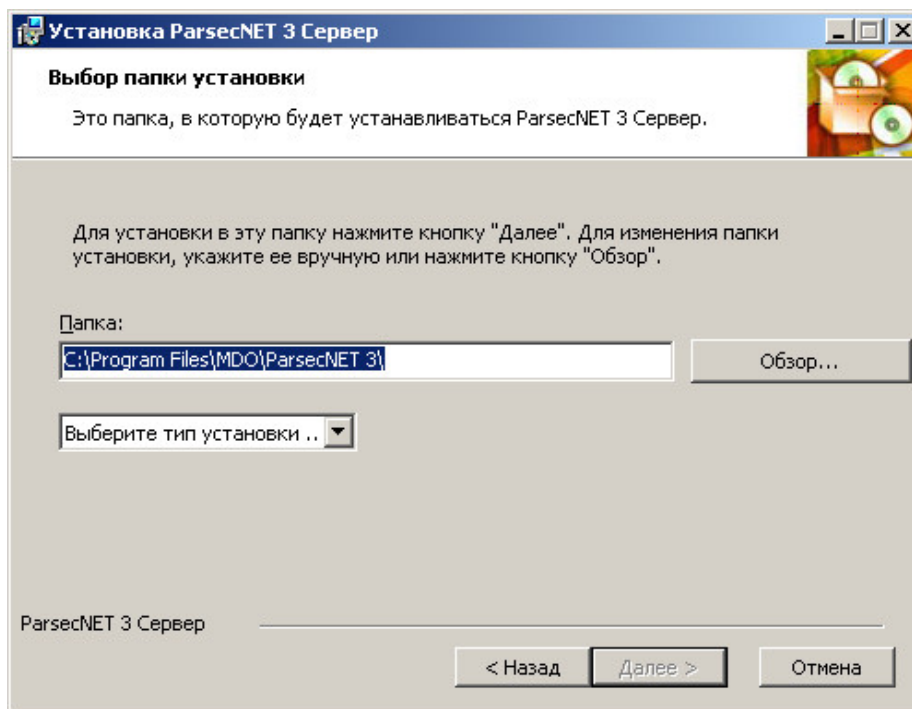 Установка ParsecNET 3 Сервер
Выбор папки установки
Это папка, в которую будет устанавливаться ParsecNET 3 Сервер.
Для установки в эту папку нажмите кнопку "Далее". Для изменения папки
установки, укажите ее вручную или нажмите кнопку "Обзор".
Папка:
C:\Program Files\MDO\ParsecNET 3\
Обзор...
Выберите тип установки ..
ParsecNET 3 Сервер
< Назад
Далее >
Отмена